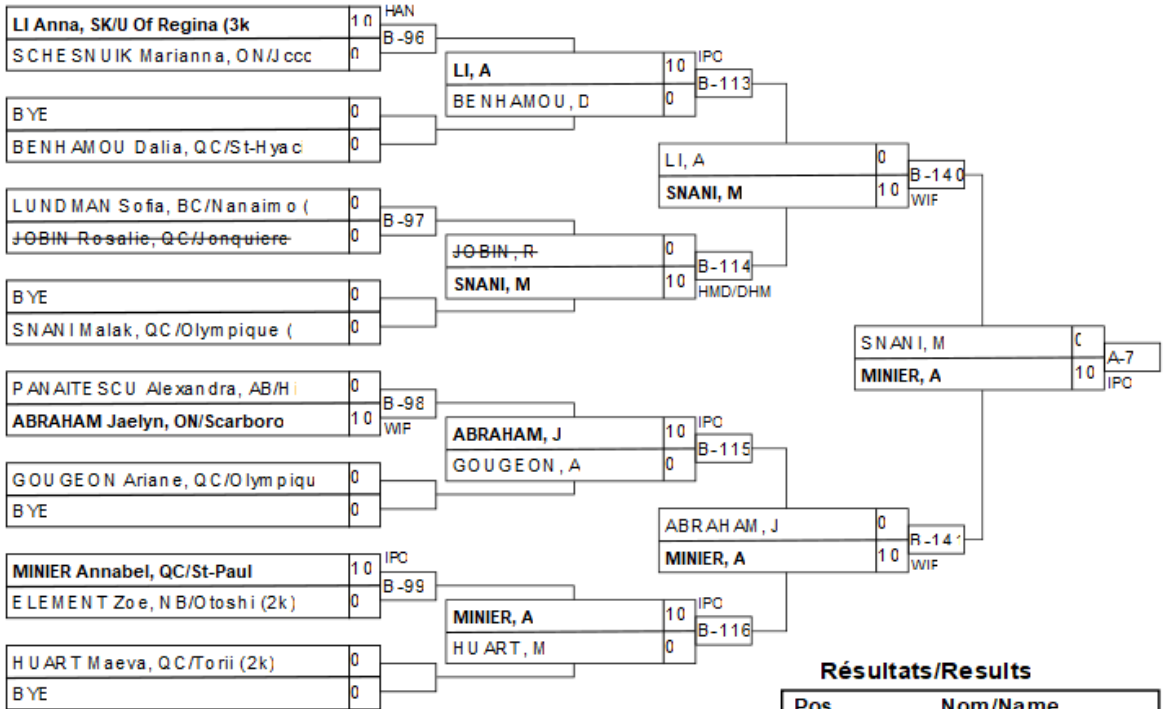 HAN
LI Anna, SK/U Of Regina (3k 10
B-96
SCHESNUIK Marianna, ON/Jccc 0
LI, A 10 IPC
B-113
BENHAMOU, D 0
BYE 0
BENHAMOU Dalia, QC/St-Hyac 0
LI, A 0
B-140
SNANI, M 10 WIF
LUNDMAN Sofia, BC/Nanaimo ( 0
B-97
JOBIN Rosalie, QC/Jonquiere 0
JOBIN, R 0
B-114
SNANI, M 10 HMD/DHM
BYE 0
SNANI Malak, QC/Olympique ( 0
SNANI, M
A-7
MINIER, A 10 IPC
PANAITESCU Alexandra, AB/Hi 0
B-98
ABRAHAM Jaelyn, ON/Scarboro 10 WIF
ABRAHAM, J 10 IPC
B-115
GOUGEON, A 0
GOUGEON Ariane, QC/Olympiqu 0
BYE 0
ABRAHAM, J 0
B-141
MINIER, A 10 WIF
IPC
MINIER Annabel, QC/St-Paul 10
B-99
ELEMENT Zoe, NB/Otoshi (2k) 0
MINIER, A 10 IPC
B-116
HUART, M 0
HUART Maeva, QC/Torii (2k) 0
BYE 0
Résultats/Results
Pos Nom/Name